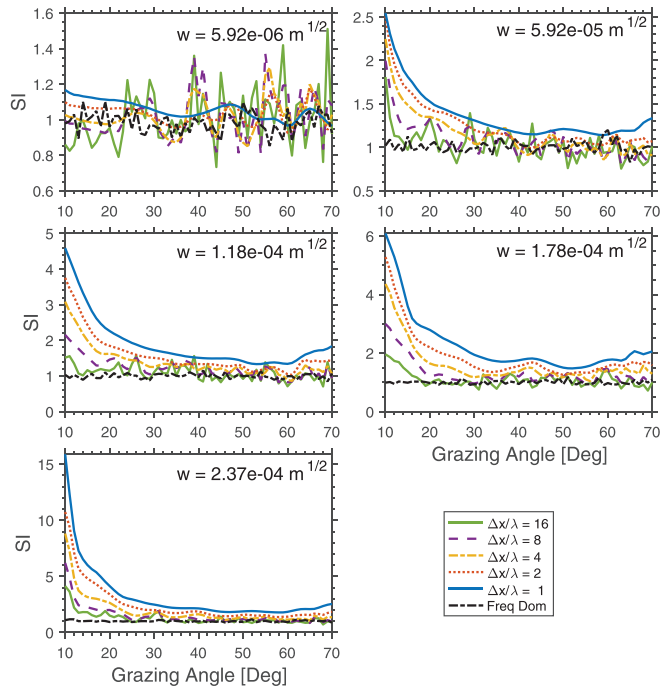 w = 5.92e-06 m 1/2
SI
1.6
1.4
1.2
1
0.8
0.6
10 20 30 40 50 60 70
w = 5.92e-05 m 1/2
2.5
2
1.5
1
0.5
10 20 30 40 50 60 70
w = 1.18e-04 m 1/2
SI
5
4
3
2
1
0
10 20 30 40 50 60 70
w = 1.78e-04 m 1/2
6
4
2
0
10 20 30 40 50 60 70
Grazing Angle [Deg]
w = 2.37e-04 m 1/2
SI
15
10
5
0
10 20 30 40 50 60 70
Grazing Angle [Deg]
Δx/λ = 16
Δx/λ = 8
Δx/λ = 4
Δx/λ = 2
Δx/λ = 1
Freq Dom